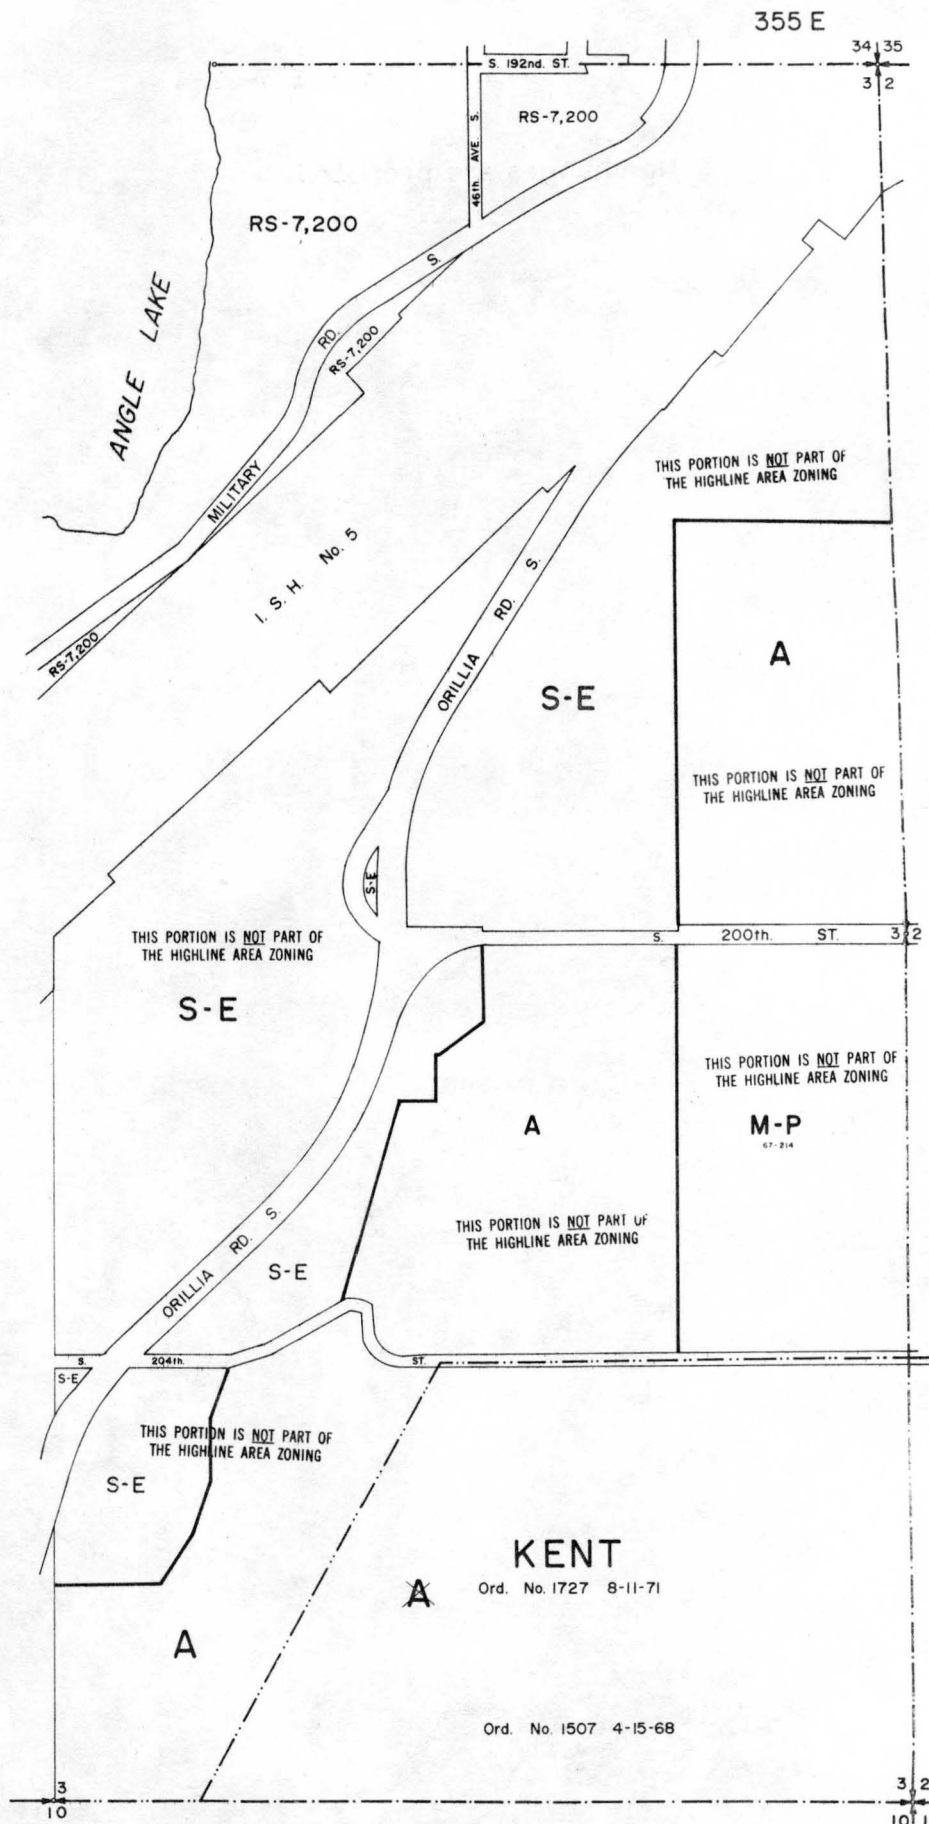 355 E
34 35
S. 192nd. ST.
3 2
RS-7,200
46th. AVE. S.
RS-7,200
S.
ANGLE LAKE
RD.
RS-7,200
THIS PORTION IS NOT PART OF
THE HIGHLINE AREA ZONING
MILITARY
I. S. H. No. 5
ORILLIA RD. S.
RS-7,200
A
S-E
THIS PORTION IS NOT PART OF
THE HIGHLINE AREA ZONING
S-E
THIS PORTION IS NOT PART OF
THE HIGHLINE AREA ZONING
S. 200th. ST. 3 2
S-E
THIS PORTION IS NOT PART OF
THE HIGHLINE AREA ZONING
A
M-P
67-214
THIS PORTION IS NOT PART OF
THE HIGHLINE AREA ZONING
ORILLIA RD. S.
S-E
S. 204th. ST.
S-E
THIS PORTION IS NOT PART OF
THE HIGHLINE AREA ZONING
S-E
KENT
Ord. No. 1727 8-11-71
A
A
Ord. No. 1507 4-15-68
3
10
3 2
10 1